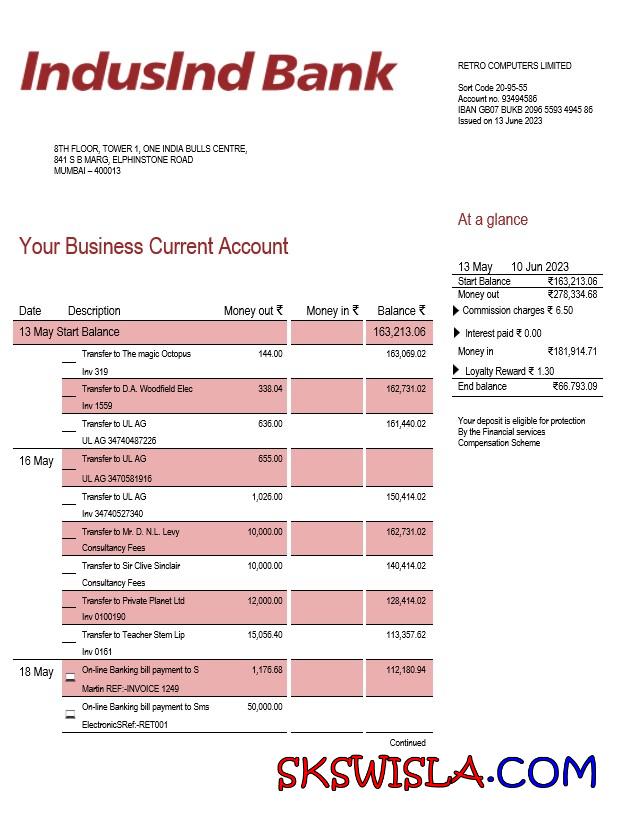 IndusInd Bank
RETRO COMPUTERS LIMITED
Sort Code 20-95-55
Account no. 93494586
IBAN GB07 BUKB 2096 5593 4945 86
Issued on 13 June 2023
8TH FLOOR, TOWER 1, ONE INDIA BULLS CENTRE,
841 S B MARG, ELPHINSTONE ROAD
MUMBAI – 400013
At a glance
13 May 10 Jun 2023
Start Balance ₹163,213.06
Money out ₹278,334.68
Commission charges ₹ 6.50
Interest paid ₹ 0.00
Money in ₹181,914.71
Loyalty Reward ₹ 1.30
End balance ₹66.793.09
Your deposit is eligible for protection
By the Financial services
Compensation Scheme
Your Business Current Account
Date Description Money out ₹ Money in ₹ Balance ₹
13 May Start Balance 163,213.06
Transfer to The magic Octopus 144.00 163,069.02
Inv 319
Transfer to D.A. Woodfield Elec 338.04 162,731.02
Inv 1559
Transfer to UL AG 636.00 161,440.02
UL AG 34740487226
16 May Transfer to UL AG 655.00
UL AG 3470581916
Transfer to UL AG 1,026.00 150,414.02
Inv 34740527340
Transfer to Mr. D. N.L. Levy 10,000.00 162,731.02
Consultancy Fees
Transfer to Sir Clive Sinclair 10,000.00 140,414.02
Consultancy Fees
Transfer to Private Planet Ltd 12,000.00 128,414.02
Inv 0100190
Transfer to Teacher Stem Lip 15,056.40 113,357.62
Inv 0161
18 May On-line Banking bill payment to S 1,176.68 112,180.94
Martin REF:-INVOICE 1249
On-line Banking bill payment to Sms 50,000.00
ElectronicSRef:-RET001
Continued
SKSWISLA.COM